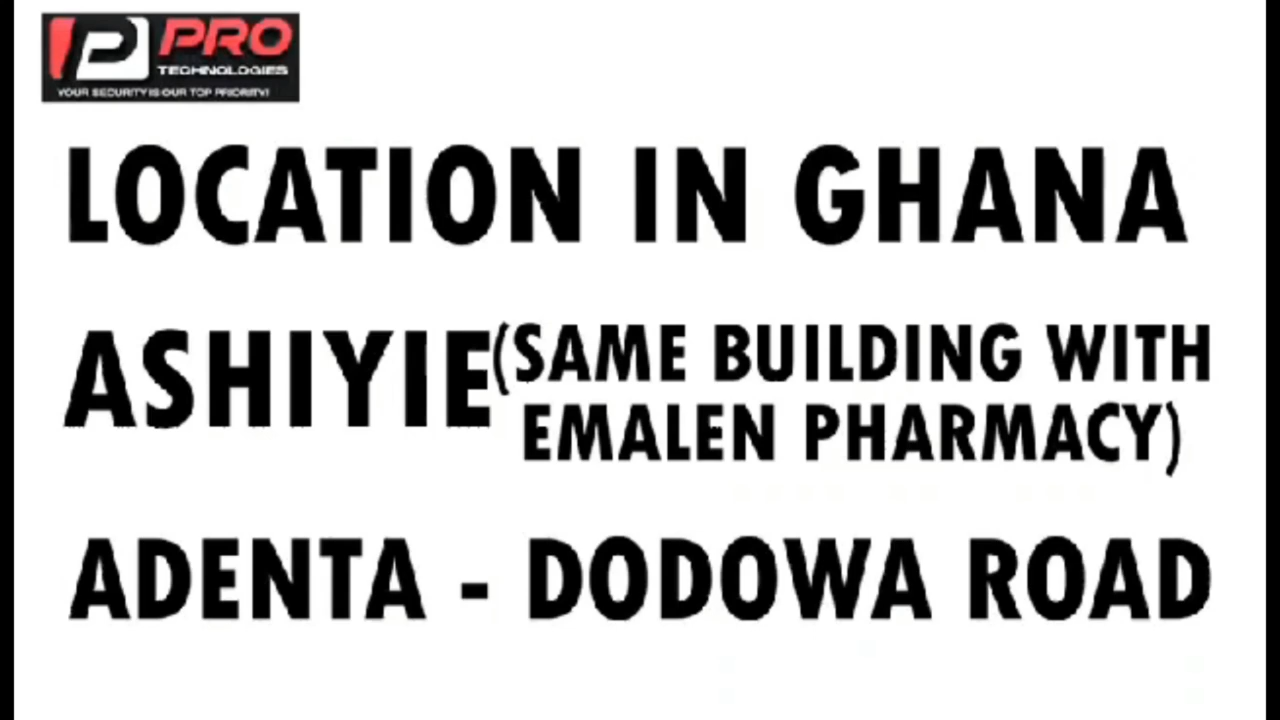 PRO
TECHNOLOGIES
YOUR SECURITY IS OUR TOP PRIORITY!
LOCATION IN GHANA
ASHIYIE (SAME BUILDING WITH
EMALEN PHARMACY)
ADENTA - DODOWA ROAD